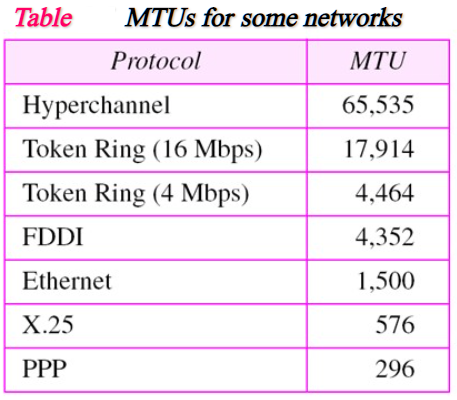 Table MTUs for some networks
Protocol MTU
Hyperchannel 65,535
Token Ring (16 Mbps) 17,914
Token Ring (4 Mbps) 4,464
FDDI 4,352
Ethernet 1,500
X.25 576
PPP 296